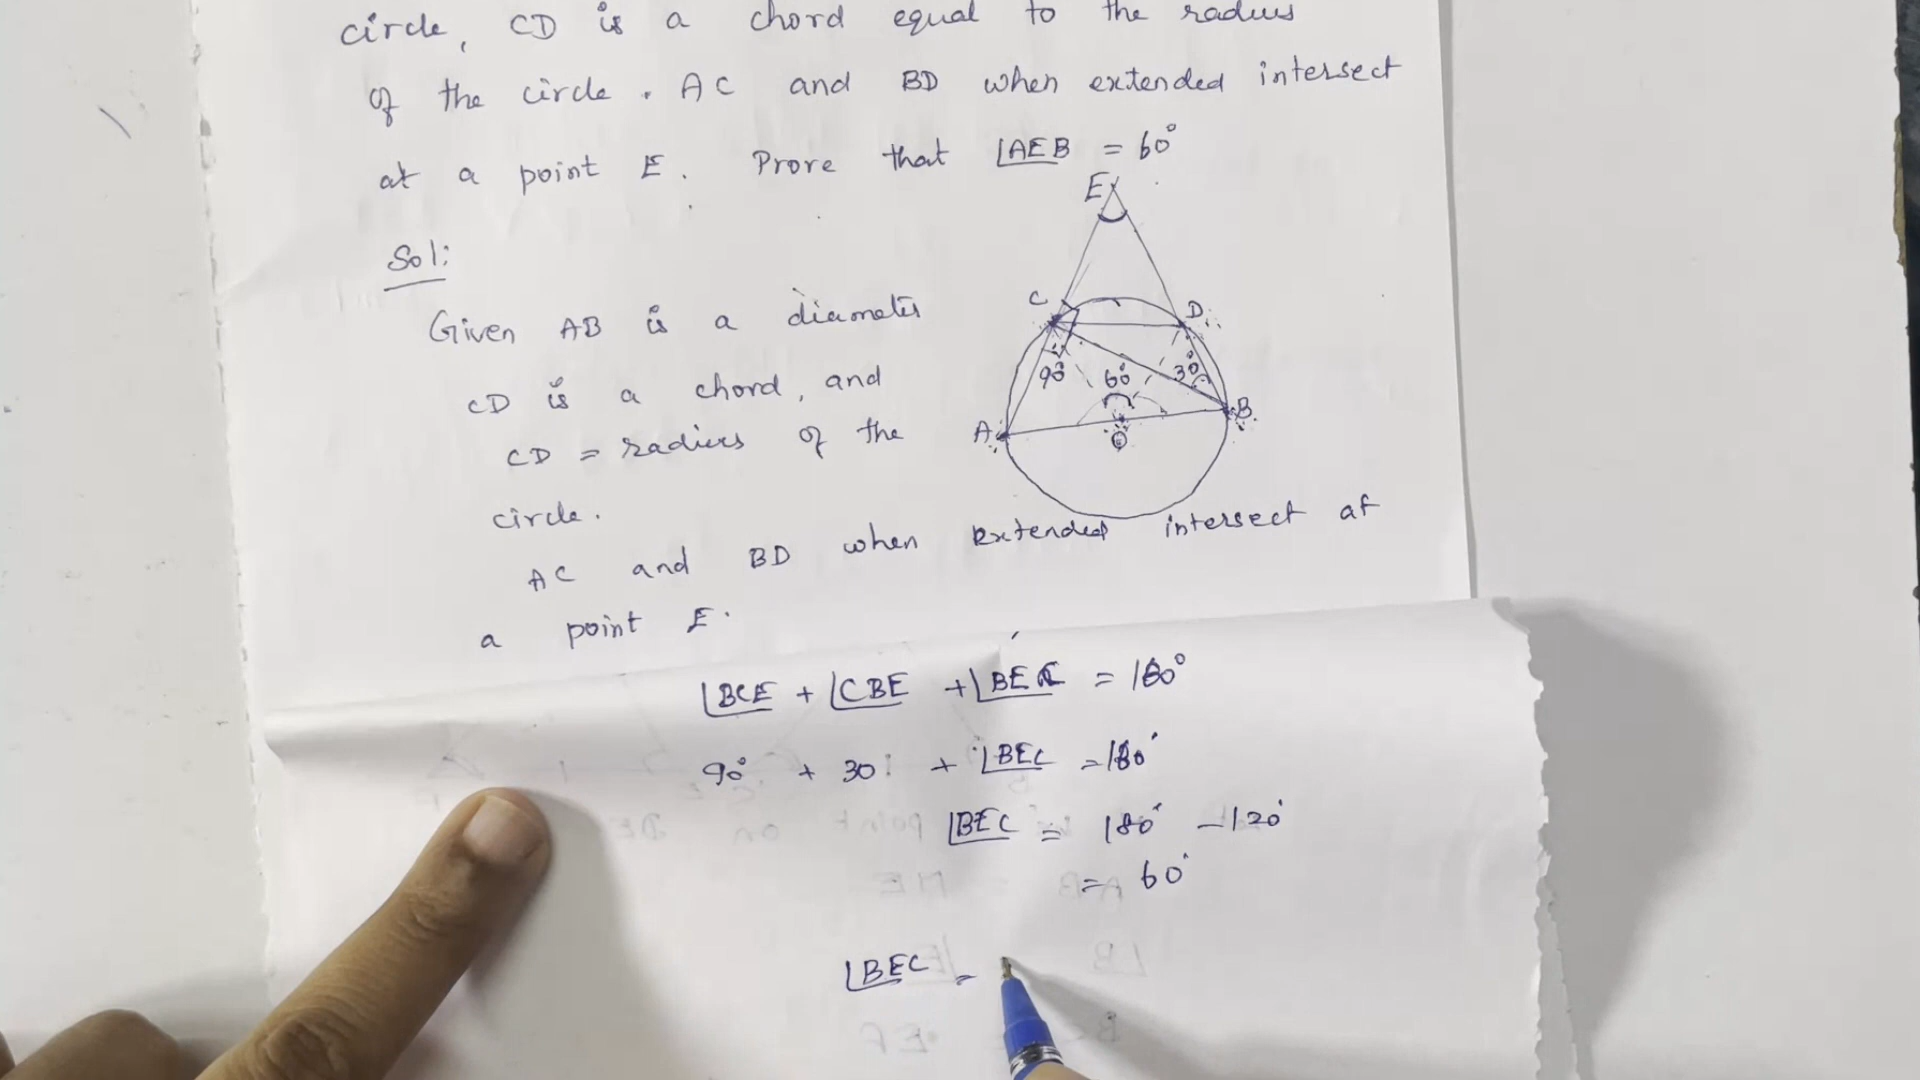 circle, CD is a chord equal to the radius
of the circle. AC and BD when extended intersect
at a point E. Prove that ∠AEB = 60°
E
Sol:
C D
Given AB is a diameter
90° 60° 30°
CD is a chord, and
A O B
CD = radius of the
circle.
AC and BD when extended intersect at
a point E.
∠BCE + ∠CBE + ∠BEC = 180°
90° + 30° + ∠BEC = 180°
∠BEC = 180° - 120°
= 60°
∠BEC =